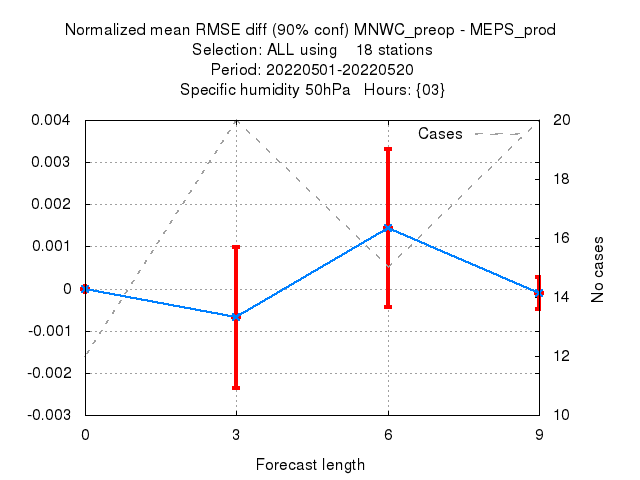 Normalized mean RMSE diff (90% conf) MNWC_preop - MEPS_prod
Selection: ALL using    18 stations
Period: 20220501-20220520
Specific humidity 50hPa   Hours: {03}
Cases
0.004
0.003
0.002
0.001
0
-0.001
-0.002
-0.003
20
18
16
14
12
10
No cases
0
3
6
9
Forecast length